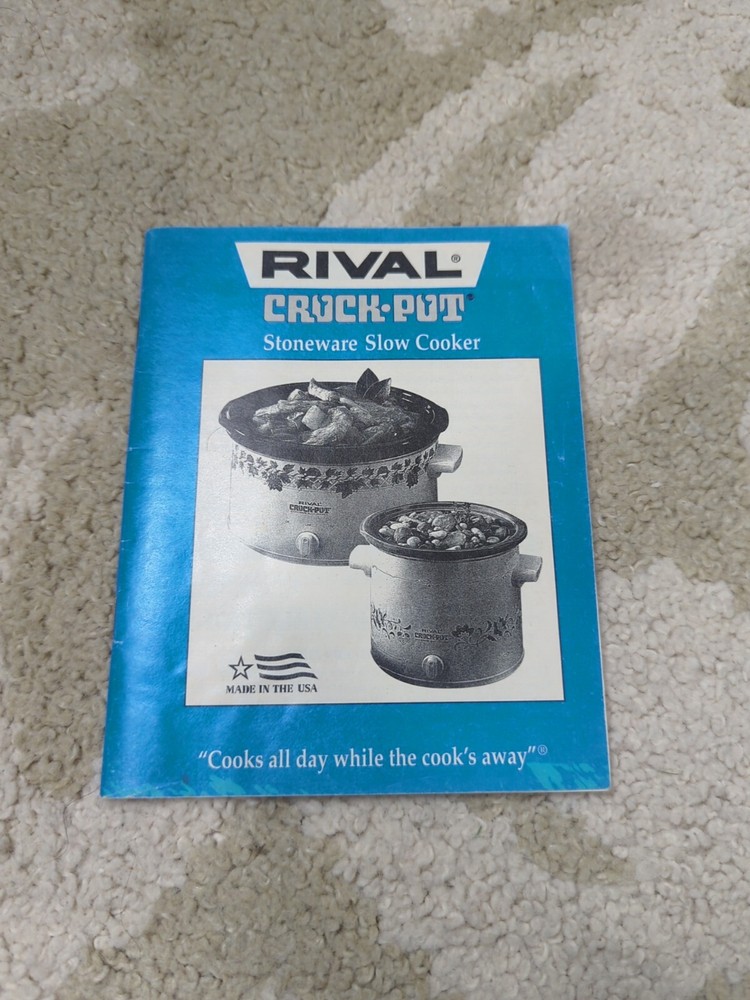 RIVAL®
CROCK•POT®
Stoneware Slow Cooker
RIVAL
CROCK•POT
RIVAL
CROCK•POT
MADE IN THE USA
"Cooks all day while the cook's away"®